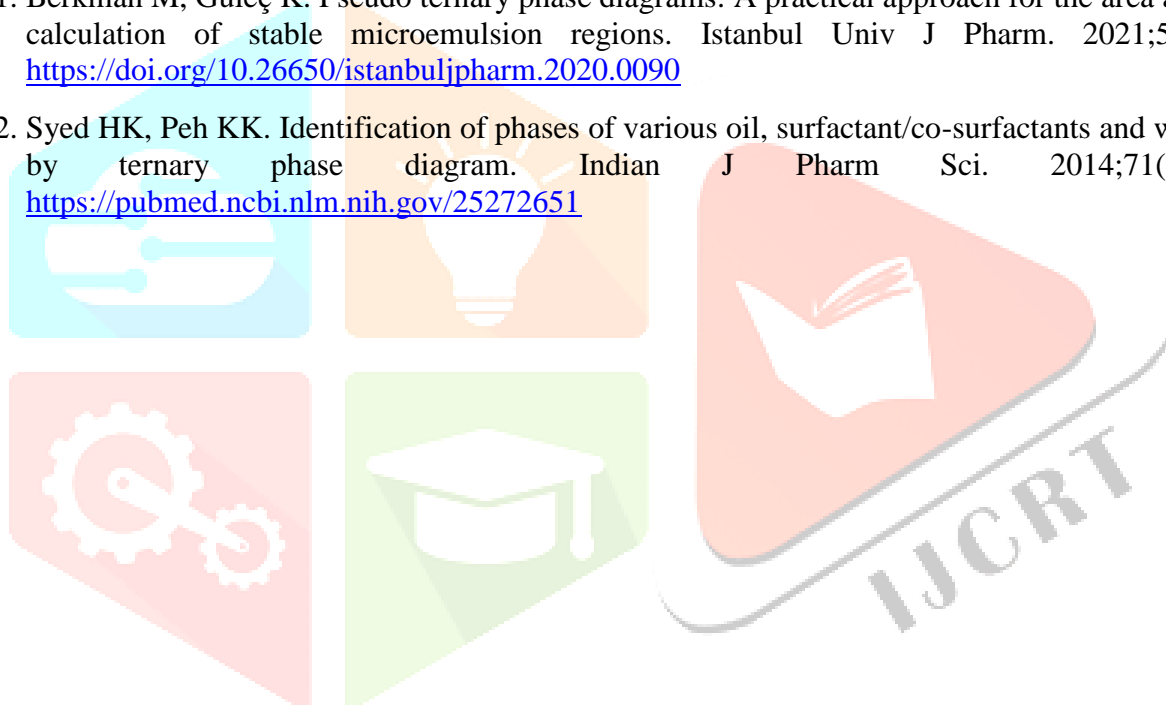 1. Berkman M, Güleç K. Pseudo ternary phase diagrams: A practical approach for the area a
calculation of stable microemulsion regions. Istanbul Univ J Pharm. 2021;5
https://doi.org/10.26650/istanbuljpharm.2020.0090
2. Syed HK, Peh KK. Identification of phases of various oil, surfactant/co-surfactants and w
by ternary phase diagram. Indian J Pharm Sci. 2014;71(
https://pubmed.ncbi.nlm.nih.gov/25272651
IJCRT